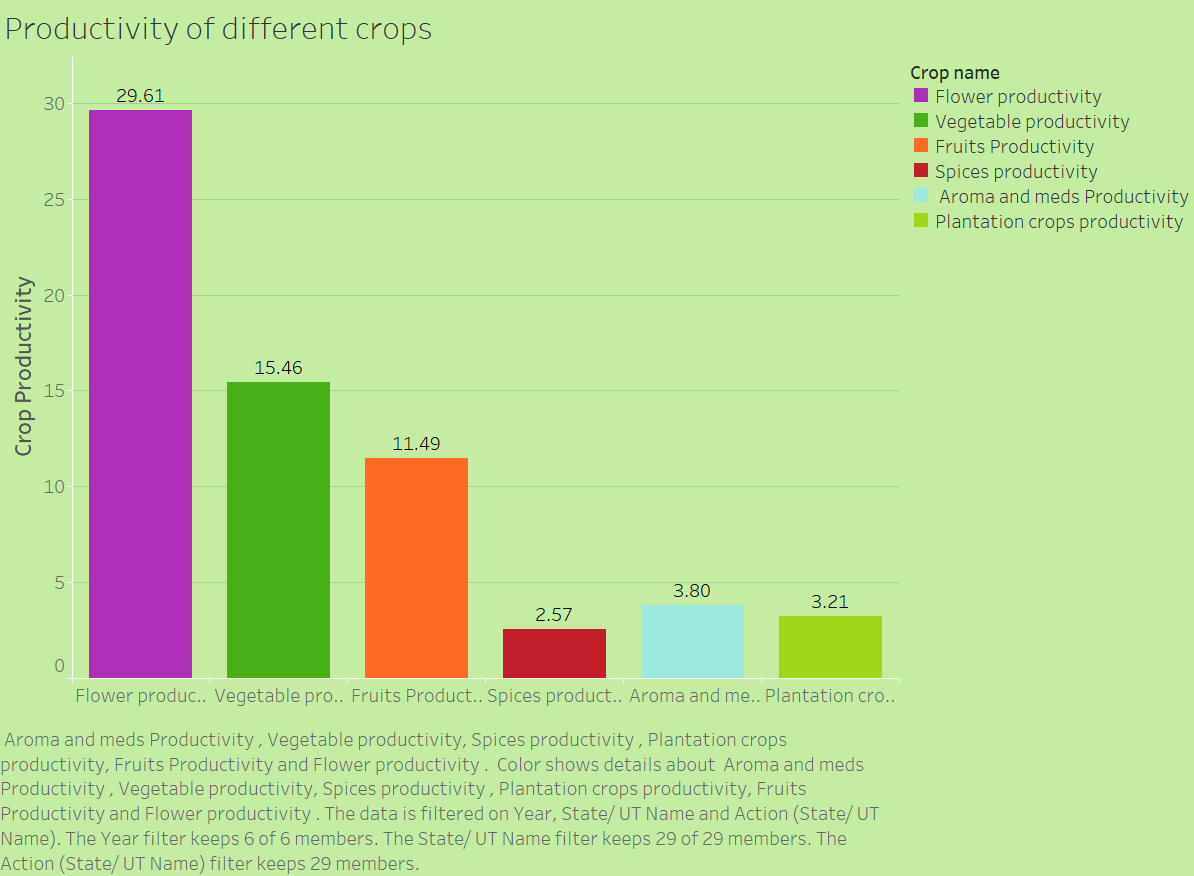 Productivity of different crops
Crop name
Flower productivity
Vegetable productivity
Fruits Productivity
Spices productivity
Aroma and meds Productivity
Plantation crops productivity
Crop Productivity
30
25
20
15
10
5
0
29.61
15.46
11.49
2.57
3.80
3.21
Flower produc..
Vegetable pro..
Fruits Product..
Spices product..
Aroma and me..
Plantation cro..
Aroma and meds Productivity , Vegetable productivity, Spices productivity , Plantation crops
productivity, Fruits Productivity and Flower productivity .  Color shows details about  Aroma and meds
Productivity , Vegetable productivity, Spices productivity , Plantation crops productivity, Fruits
Productivity and Flower productivity . The data is filtered on Year, State/ UT Name and Action (State/ UT
Name). The Year filter keeps 6 of 6 members. The State/ UT Name filter keeps 29 of 29 members. The
Action (State/ UT Name) filter keeps 29 members.